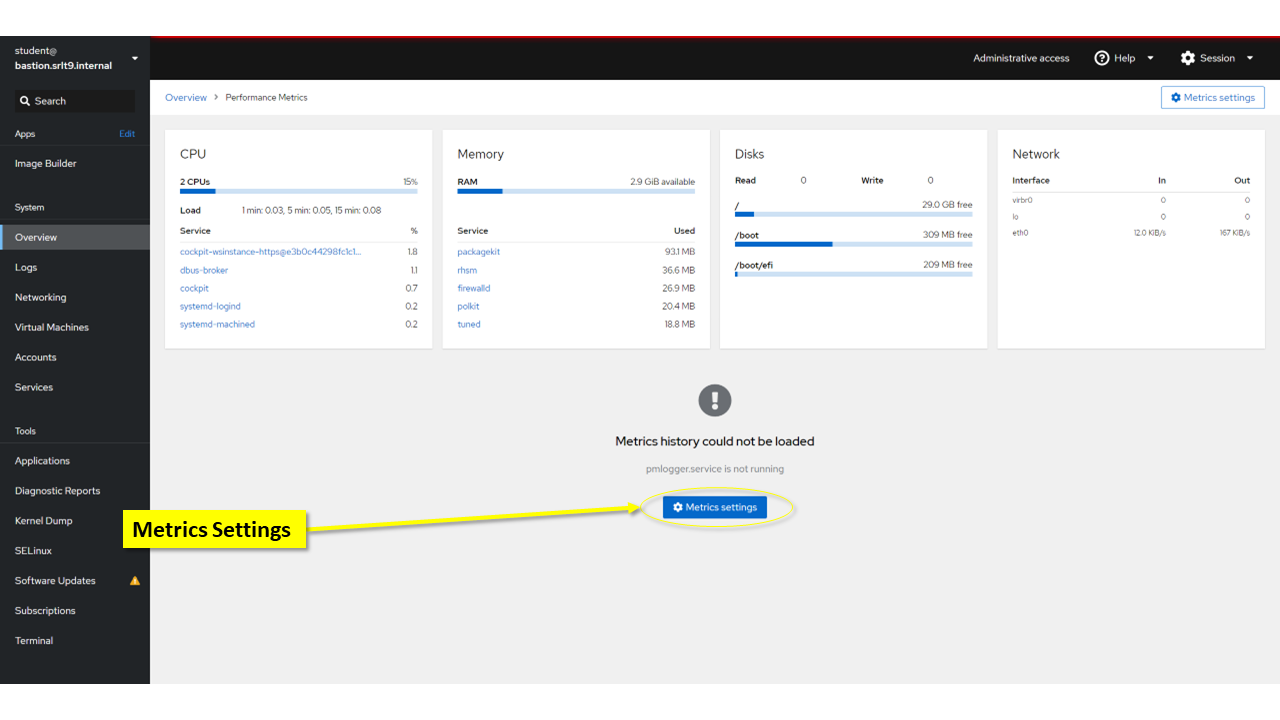 student@
bastion.srlt9.internal
Administrative access
Help
Session
Search
Apps Edit
Image Builder
System
Overview
Logs
Networking
Virtual Machines
Accounts
Services
Tools
Applications
Diagnostic Reports
Kernel Dump
SELinux
Software Updates
Subscriptions
Terminal
Overview > Performance Metrics
Metrics settings
CPU
2 CPUs 15%
Load 1 min: 0.03, 5 min: 0.05, 15 min: 0.08
Service %
cockpit-wsinstance-https@e3b0c44298fc1c1... 1.8
dbus-broker 1.1
cockpit 0.7
systemd-logind 0.2
systemd-machined 0.2
Memory
RAM 2.9 GiB available
Service Used
packagekit 93.1 MB
rhsm 36.6 MB
firewalld 26.9 MB
polkit 20.4 MB
tuned 18.8 MB
Disks
Read 0 Write 0
/ 29.0 GB free
/boot 309 MB free
/boot/efi 209 MB free
Network
Interface In Out
virbr0 0 0
lo 0 0
eth0 12.0 KiB/s 167 KiB/s
Metrics history could not be loaded
pmlogger.service is not running
Metrics settings
Metrics Settings